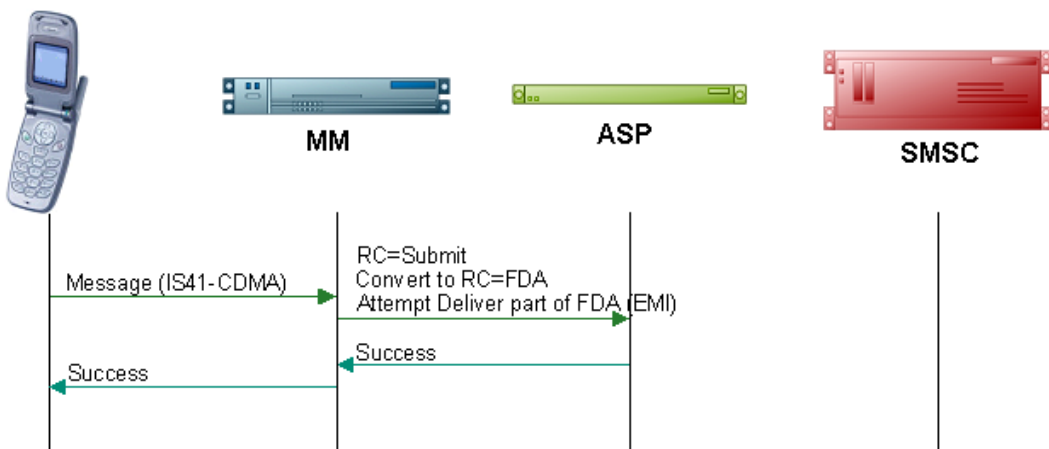 MM
ASP
SMSC
Message (IS41-CDMA)
RC=Submit
Convert to RC=FDA
Attempt Deliver part of FDA (EMI)
Success
Success